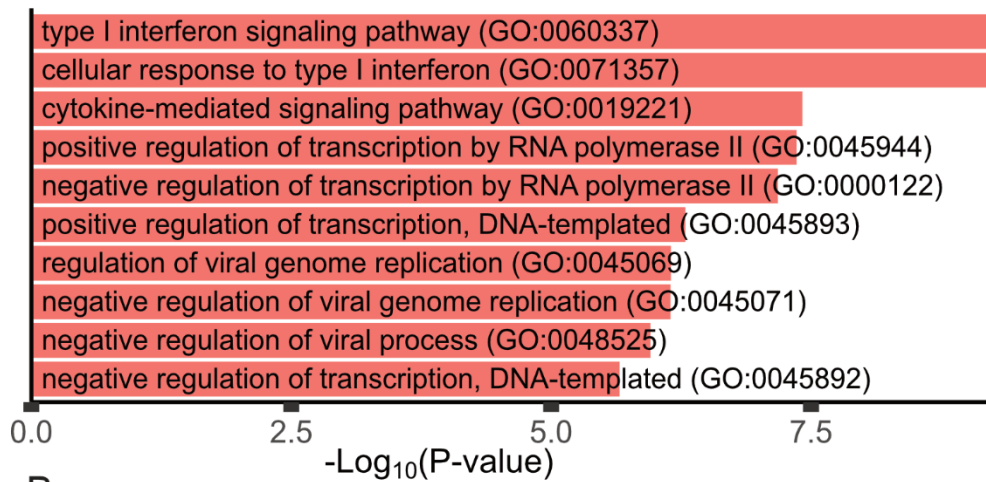 type I interferon signaling pathway (GO:0060337)
cellular response to type I interferon (GO:0071357)
cytokine-mediated signaling pathway (GO:0019221)
positive regulation of transcription by RNA polymerase II (GO:0045944)
negative regulation of transcription by RNA polymerase II (GO:0000122)
positive regulation of transcription, DNA-templated (GO:0045893)
regulation of viral genome replication (GO:0045069)
negative regulation of viral genome replication (GO:0045071)
negative regulation of viral process (GO:0048525)
negative regulation of transcription, DNA-templated (GO:0045892)
0.0 2.5 5.0 7.5
-Log₁₀(P-value)